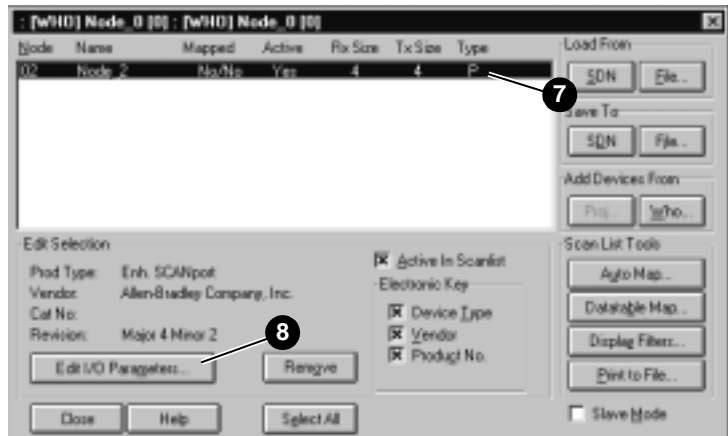 : [WHO] Node_0 [0] : [WHO] Node_0 [0]
Node Name Mapped Active Rx Size Tx Size Type
02 Node_2 No/No Yes 4 4 P
7
Load From
SDN File...
Save To
SDN File...
Add Devices From
Proj... Who...
Edit Selection
Prod Type: Enh. SCANport
Vendor: Allen-Bradley Company, Inc.
Cat No:
Revision: Major 4 Minor 2
8
Edit I/O Parameters...
Remove
Active In Scanlist
Electronic Key
Device Type
Vendor
Product No.
Scan List Tools
Auto Map...
Datatable Map...
Display Filters...
Print to File...
Close Help Select All
Slave Mode